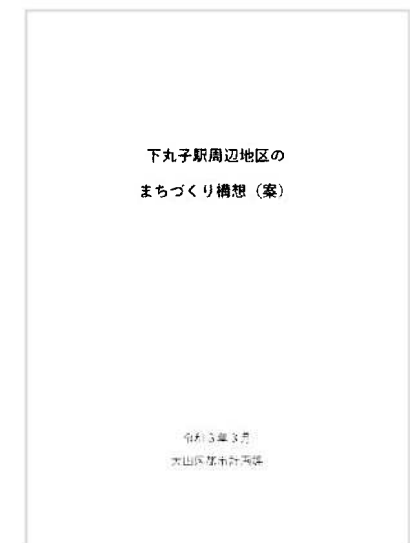 下丸子駅周辺地区の
まちづくり構想（案）
令和3年3月
大田区都市計画課